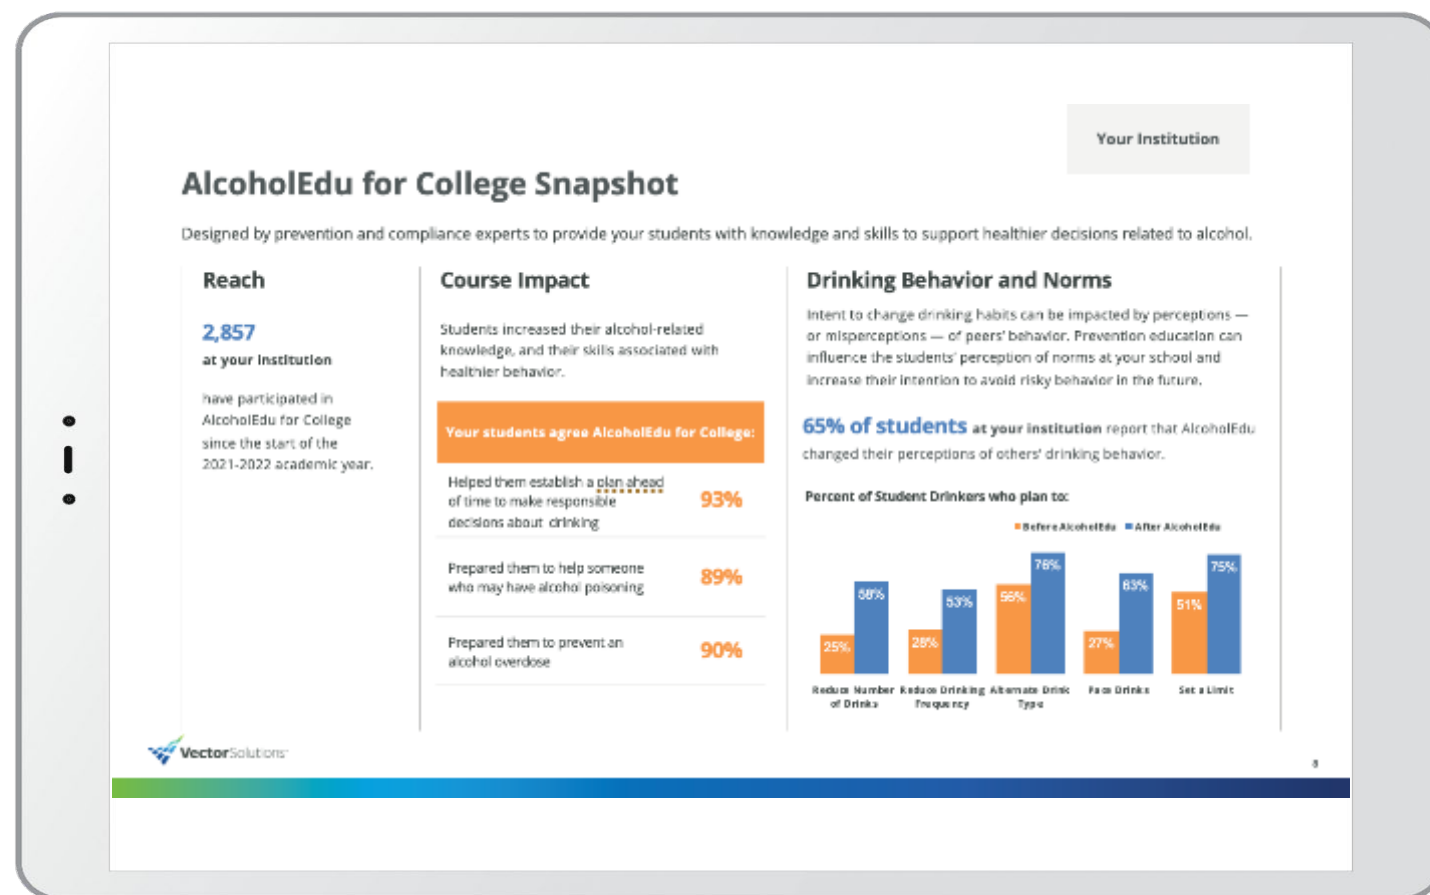 Your Institution
AlcoholEdu for College Snapshot
Designed by prevention and compliance experts to provide your students with knowledge and skills to support healthier decisions related to alcohol.
Reach
2,857
at your institution
have participated in
AlcoholEdu for College
since the start of the
2021-2022 academic year.
Course Impact
Students increased their alcohol-related
knowledge, and their skills associated with
healthier behavior.
Your students agree AlcoholEdu for College:
Helped them establish a plan ahead
of time to make responsible
decisions about drinking
93%
Prepared them to help someone
who may have alcohol poisoning
89%
Prepared them to prevent an
alcohol overdose
90%
Drinking Behavior and Norms
Intent to change drinking habits can be impacted by perceptions —
or misperceptions — of peers' behavior. Prevention education can
influence the students' perception of norms at your school and
increase their intention to avoid risky behavior in the future.
65% of students at your institution report that AlcoholEdu
changed their perceptions of others' drinking behavior.
Percent of Student Drinkers who plan to:
Before AlcoholEdu After AlcoholEdu
25% 58% 28% 53% 56% 76% 27% 63% 51% 75%
Reduce Number Reduce Drinking Alternate Drink Pace Drinks Set a Limit
of Drinks Frequency Type
VectorSolutions
8